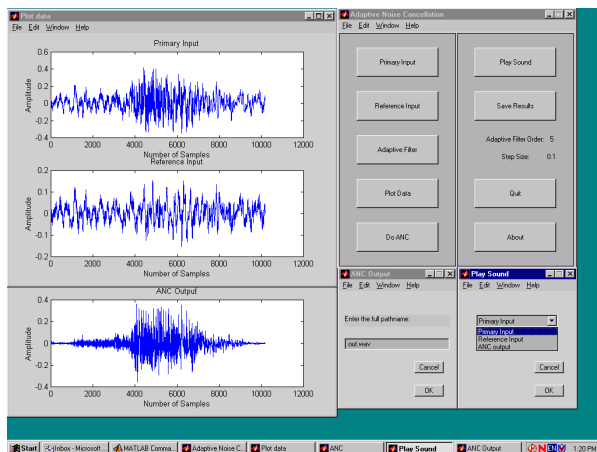 Plot data
File Edit Window Help
Primary Input
0.6
0.4
0.2
0
-0.2
-0.4
Amplitude
0 2000 4000 6000 8000 10000 12000
Number of Samples
Reference Input
0.2
0.1
0
-0.1
-0.2
Amplitude
0 2000 4000 6000 8000 10000 12000
Number of Samples
ANC Output
0.4
0.2
0
-0.2
-0.4
Amplitude
0 2000 4000 6000 8000 10000 12000
Number of Samples
Adaptive Noise Cancellation
File Edit Window Help
Primary Input
Play Sound
Reference Input
Save Results
Adaptive Filter
Adaptive Filter Order: 5
Step Size: 0.1
Plot Data
Quit
Do ANC
About
ANC Output
File Edit Window Help
Enter the full pathname:
out.wav
Cancel
OK
Play Sound
File Edit Window Help
Primary Input
Primary Input
Reference Input
ANC output
Cancel
OK
Start
Inbox - Microsoft ...
MATLAB Comma...
Adaptive Noise C...
Plot data
ANC
Play Sound
ANC Output
EN
1:20 PM